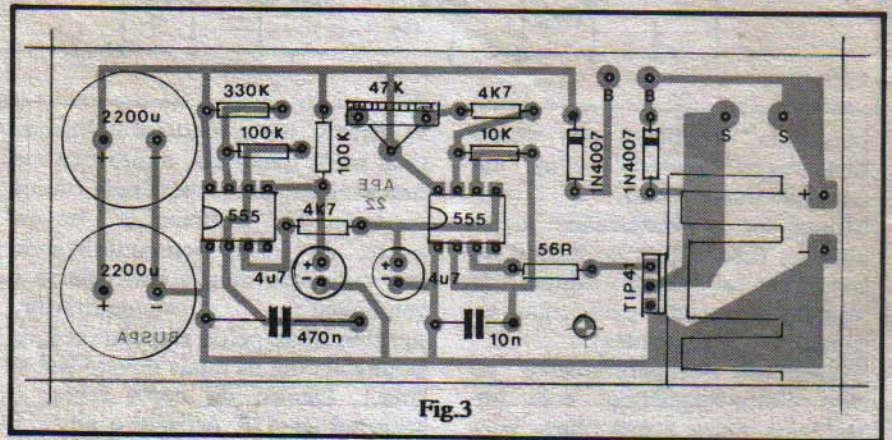 330K
47K
4K7
2200u
100K
100K
10K
B
B
1N4007
1N4007
S
S
+
-
+
-
APE
22
555
555
4K7
+
-
4u7
+
-
4u7
56R
TIP41
2200u
+
-
BUSPA
470n
10n
Fig.3